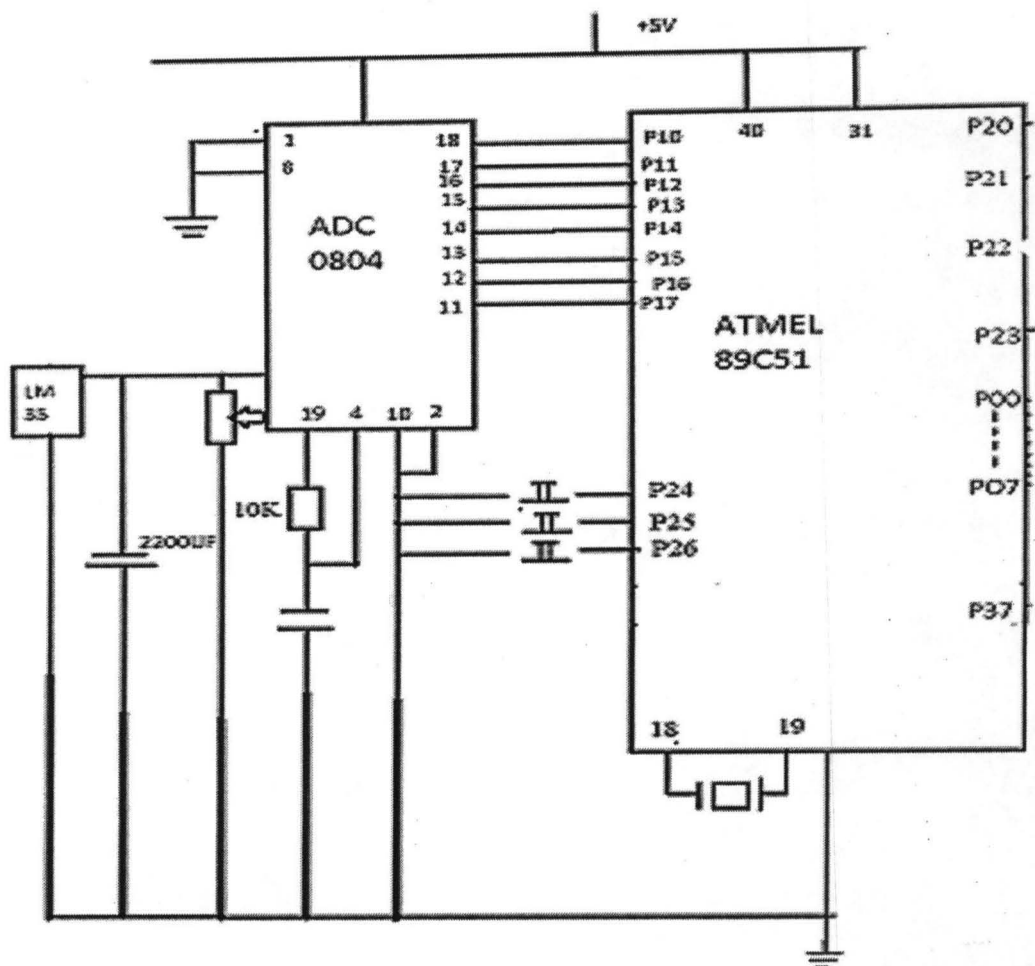 +5V
40
31
P20
1
18
P10
8
17
P11
P21
16
P12
15
P13
ADC
0804
14
P14
13
P15
P22
12
P16
11
P17
ATMEL
89C51
P23
LM
35
P00
19
4
10
2
P07
P24
10K
P25
2200UF
P26
P37
18
19